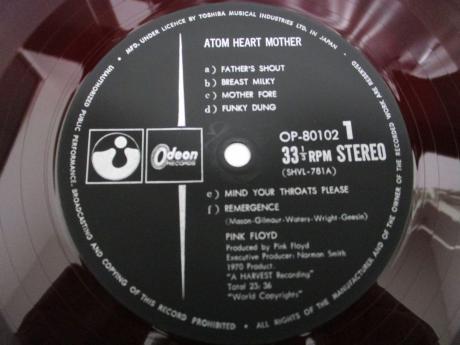 • MFD. UNDER LICENCE BY TOSHIBA MUSICAL INDUSTRIES LTD. IN JAPAN •
UNAUTHORIZED PUBLIC PERFORMANCE, BROADCASTING AND COPYING OF THIS RECORD PROHIBITED • ALL RIGHTS OF THE MANUFACTURER AND OF THE OWNER OF THE RECORDED WORK ARE RESERVED
ATOM HEART MOTHER
a) FATHER'S SHOUT
b) BREAST MILKY
c) MOTHER FORE
d) FUNKY DUNG
Odeon
RECORDS
OP-80102 1
33 1/3 RPM STEREO
(SHVL-781A)
e) MIND YOUR THROATS PLEASE
f) REMERGENCE
(Mason-Gilmour-Waters-Wright-Geesin)
PINK FLOYD
Produced by Pink Floyd
Executive Producer: Norman Smith
1970 Product.
"A HARVEST Recording"
Total 23:36
"World Copyrights"